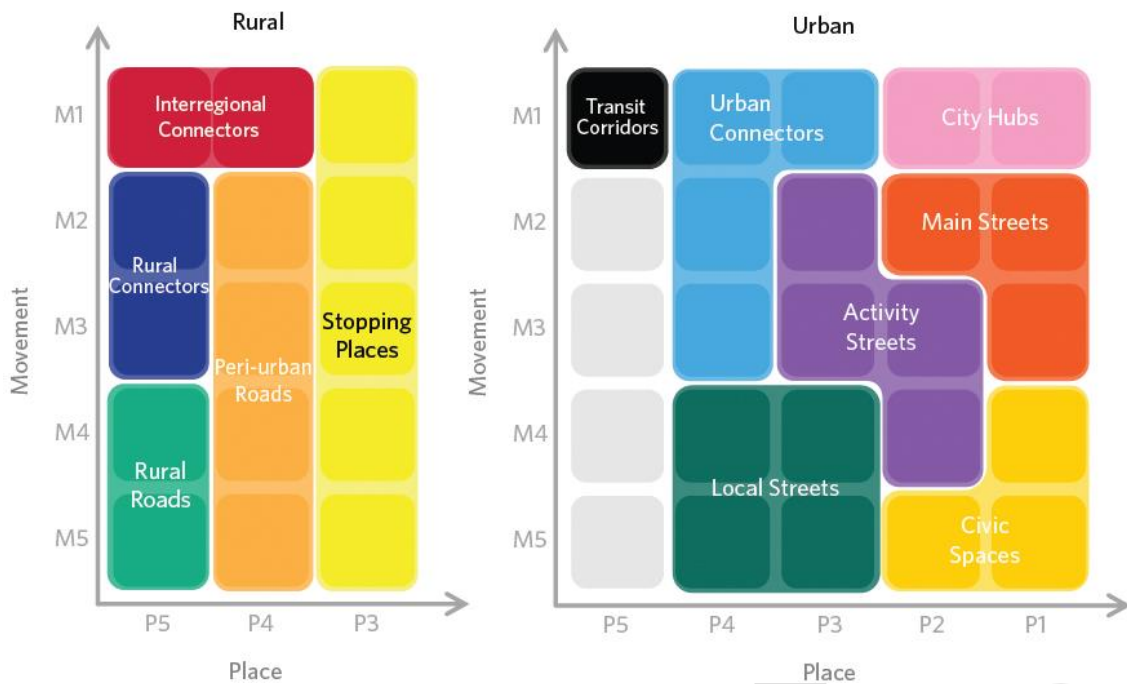 Rural
Movement
M1
M2
M3
M4
M5
Interregional
Connectors
Rural
Connectors
Rural
Roads
Peri-urban
Roads
Stopping
Places
P5
P4
P3
Place
Urban
Movement
M1
M2
M3
M4
M5
Transit
Corridors
Urban
Connectors
City Hubs
Main Streets
Activity
Streets
Local Streets
Civic
Spaces
P5
P4
P3
P2
P1
Place